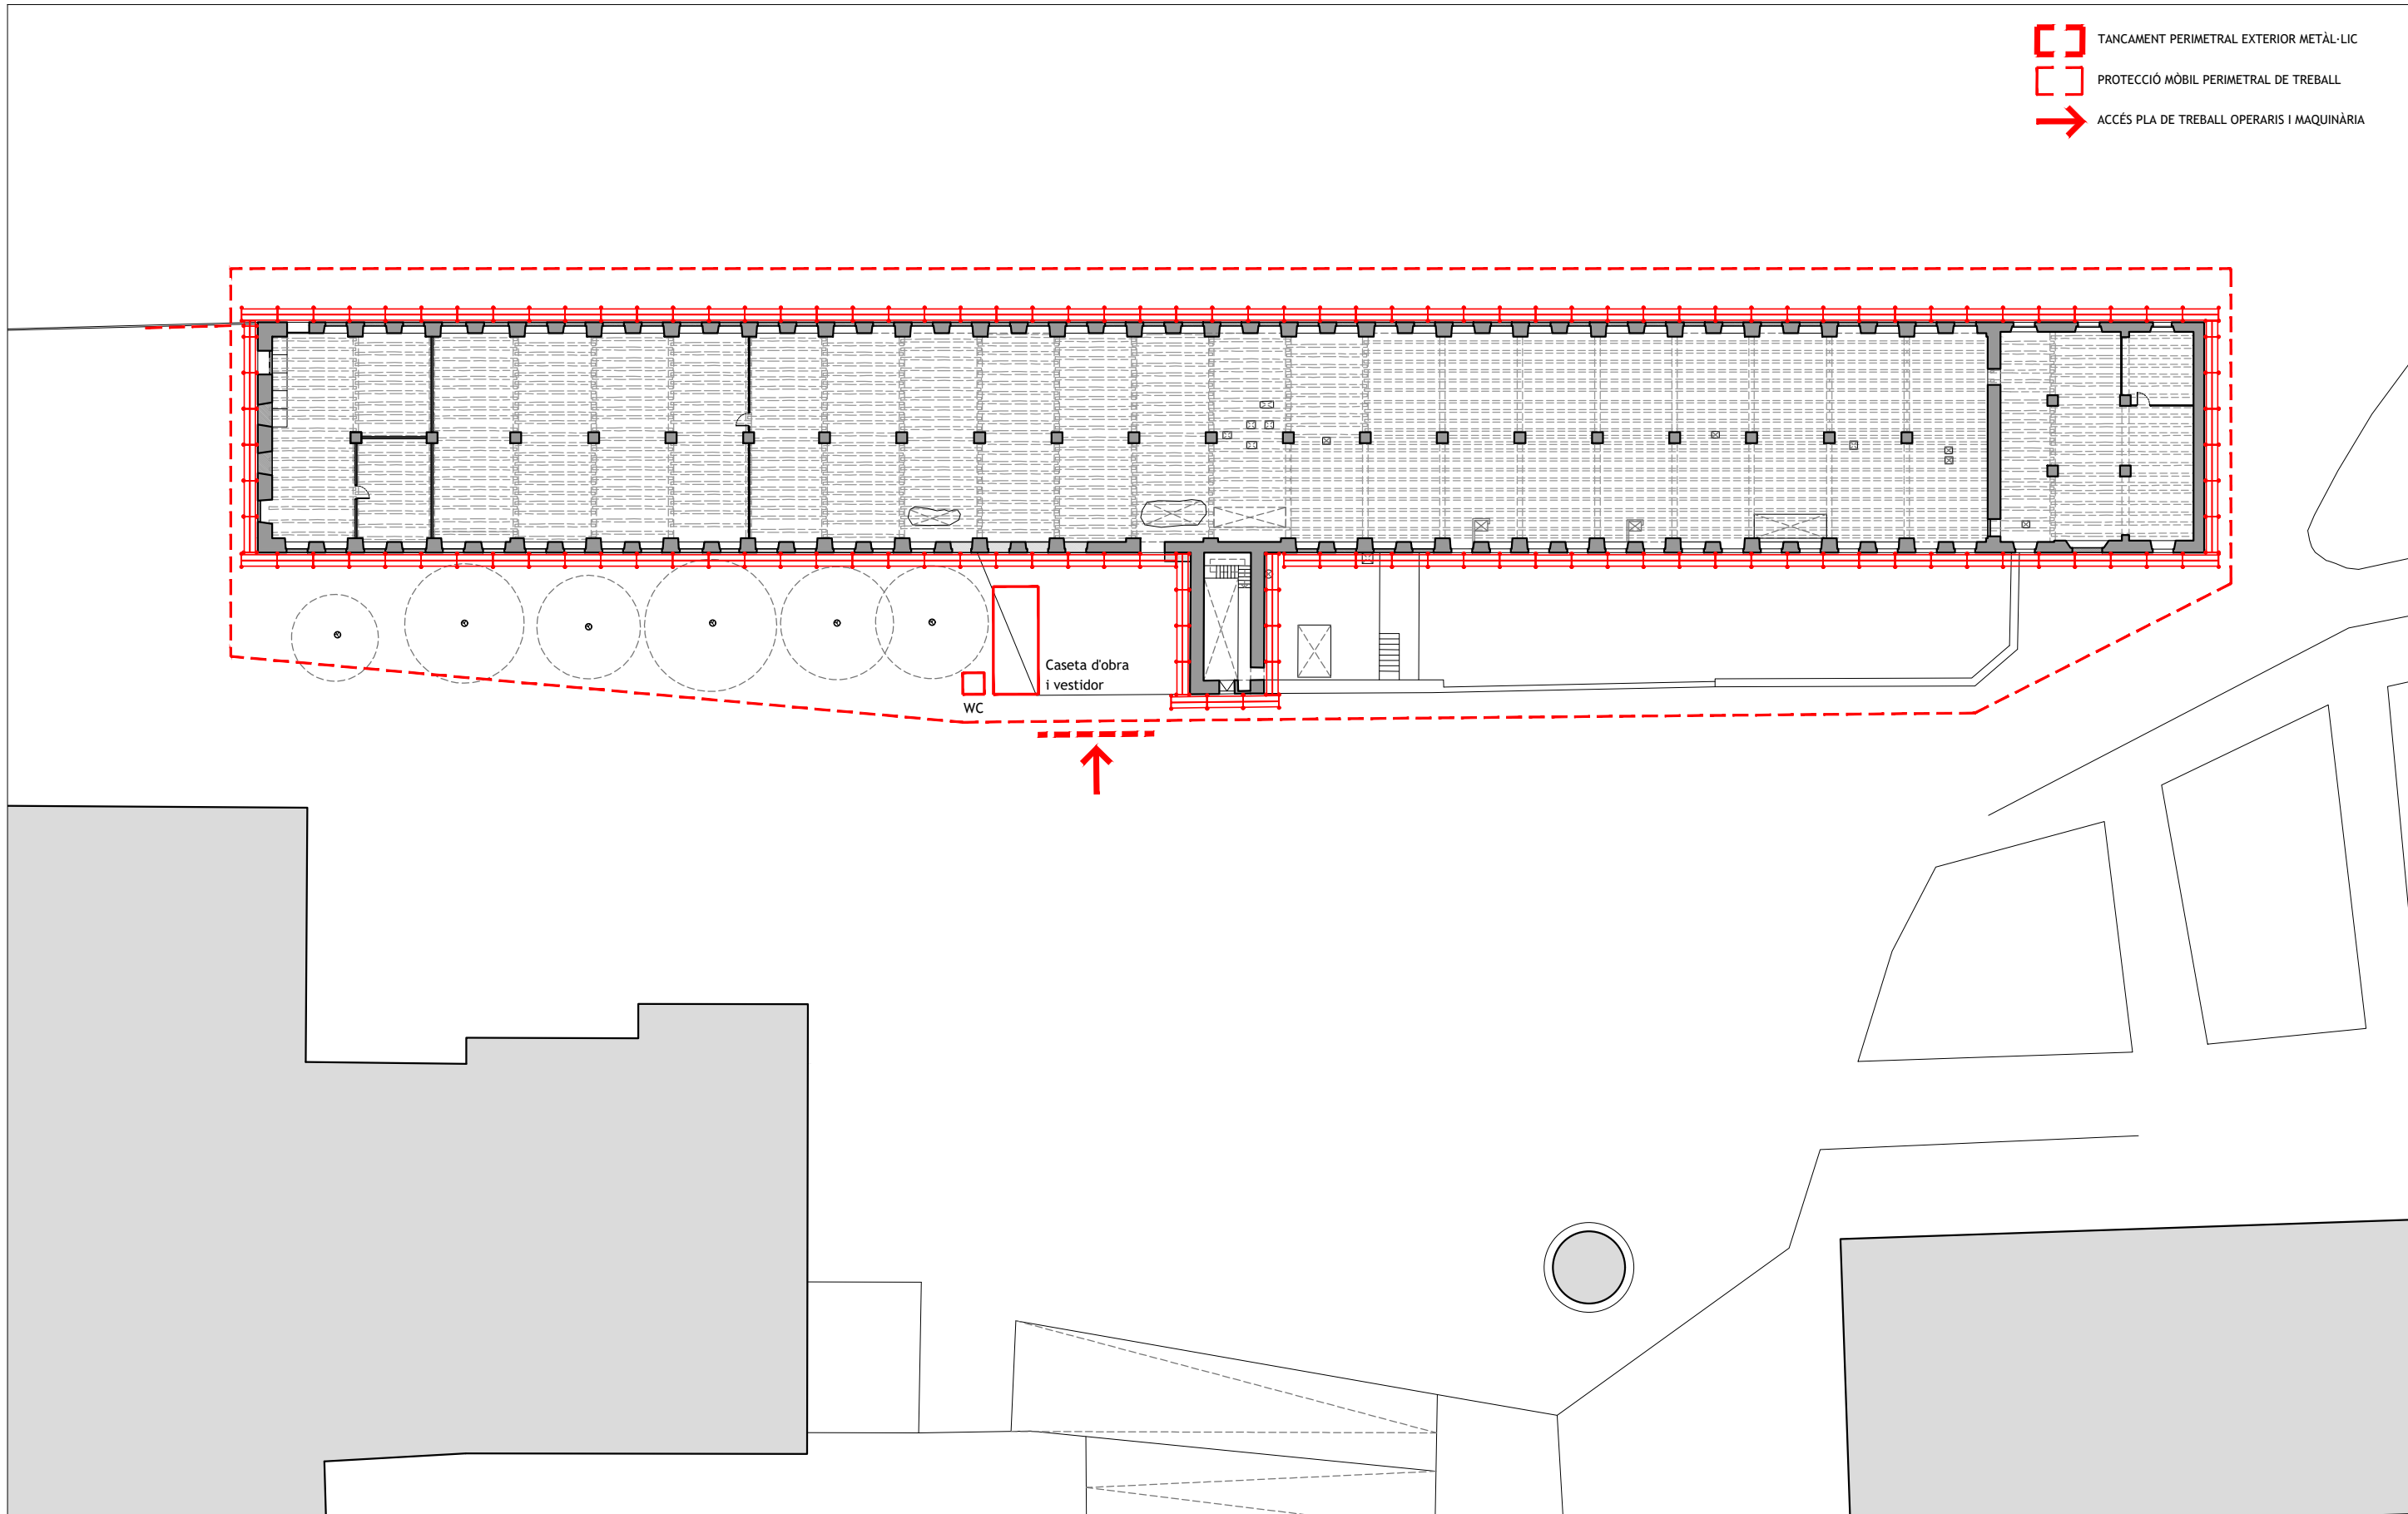 TANCAMENT PERIMETRAL EXTERIOR METÀL·LIC
PROTECCIÓ MÒBIL PERIMETRAL DE TREBALL
ACCÉS PLA DE TREBALL OPERARIS I MAQUINÀRIA
Caseta d'obra
i vestidor
WC